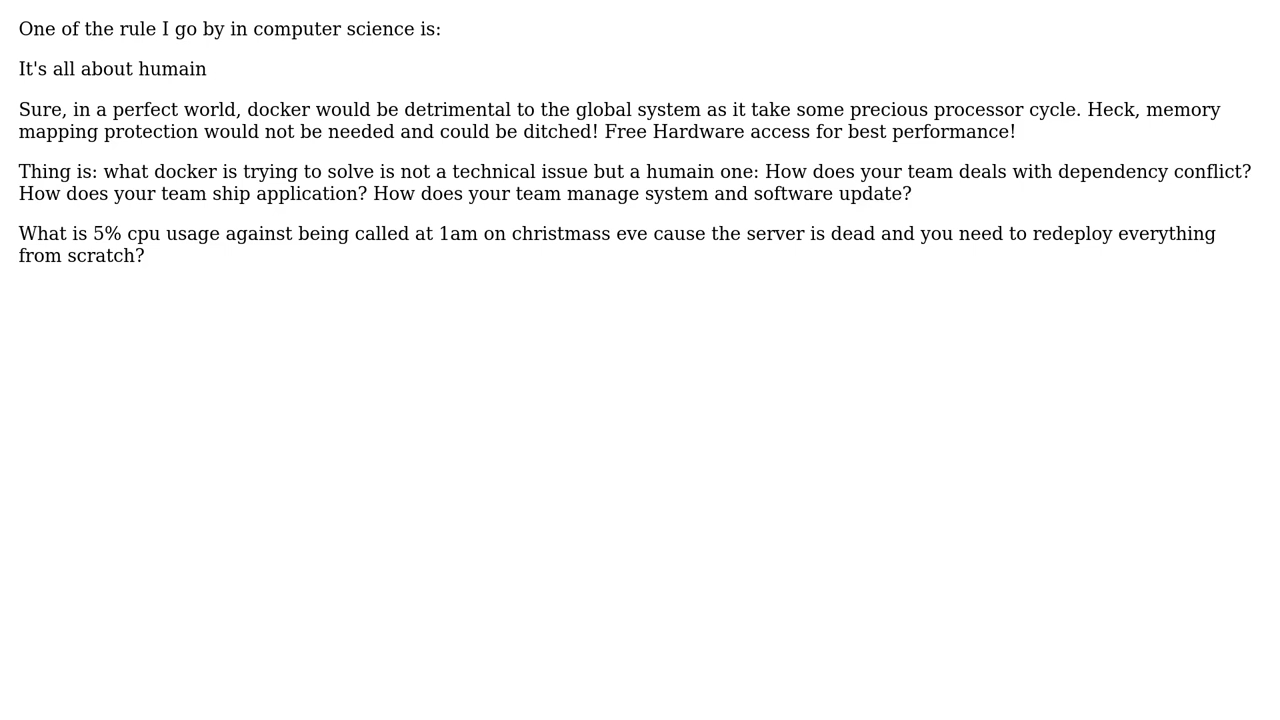 One of the rule I go by in computer science is:
It's all about humain
Sure, in a perfect world, docker would be detrimental to the global system as it take some precious processor cycle. Heck, memory
mapping protection would not be needed and could be ditched! Free Hardware access for best performance!
Thing is: what docker is trying to solve is not a technical issue but a humain one: How does your team deals with dependency conflict?
How does your team ship application? How does your team manage system and software update?
What is 5% cpu usage against being called at 1am on christmass eve cause the server is dead and you need to redeploy everything
from scratch?